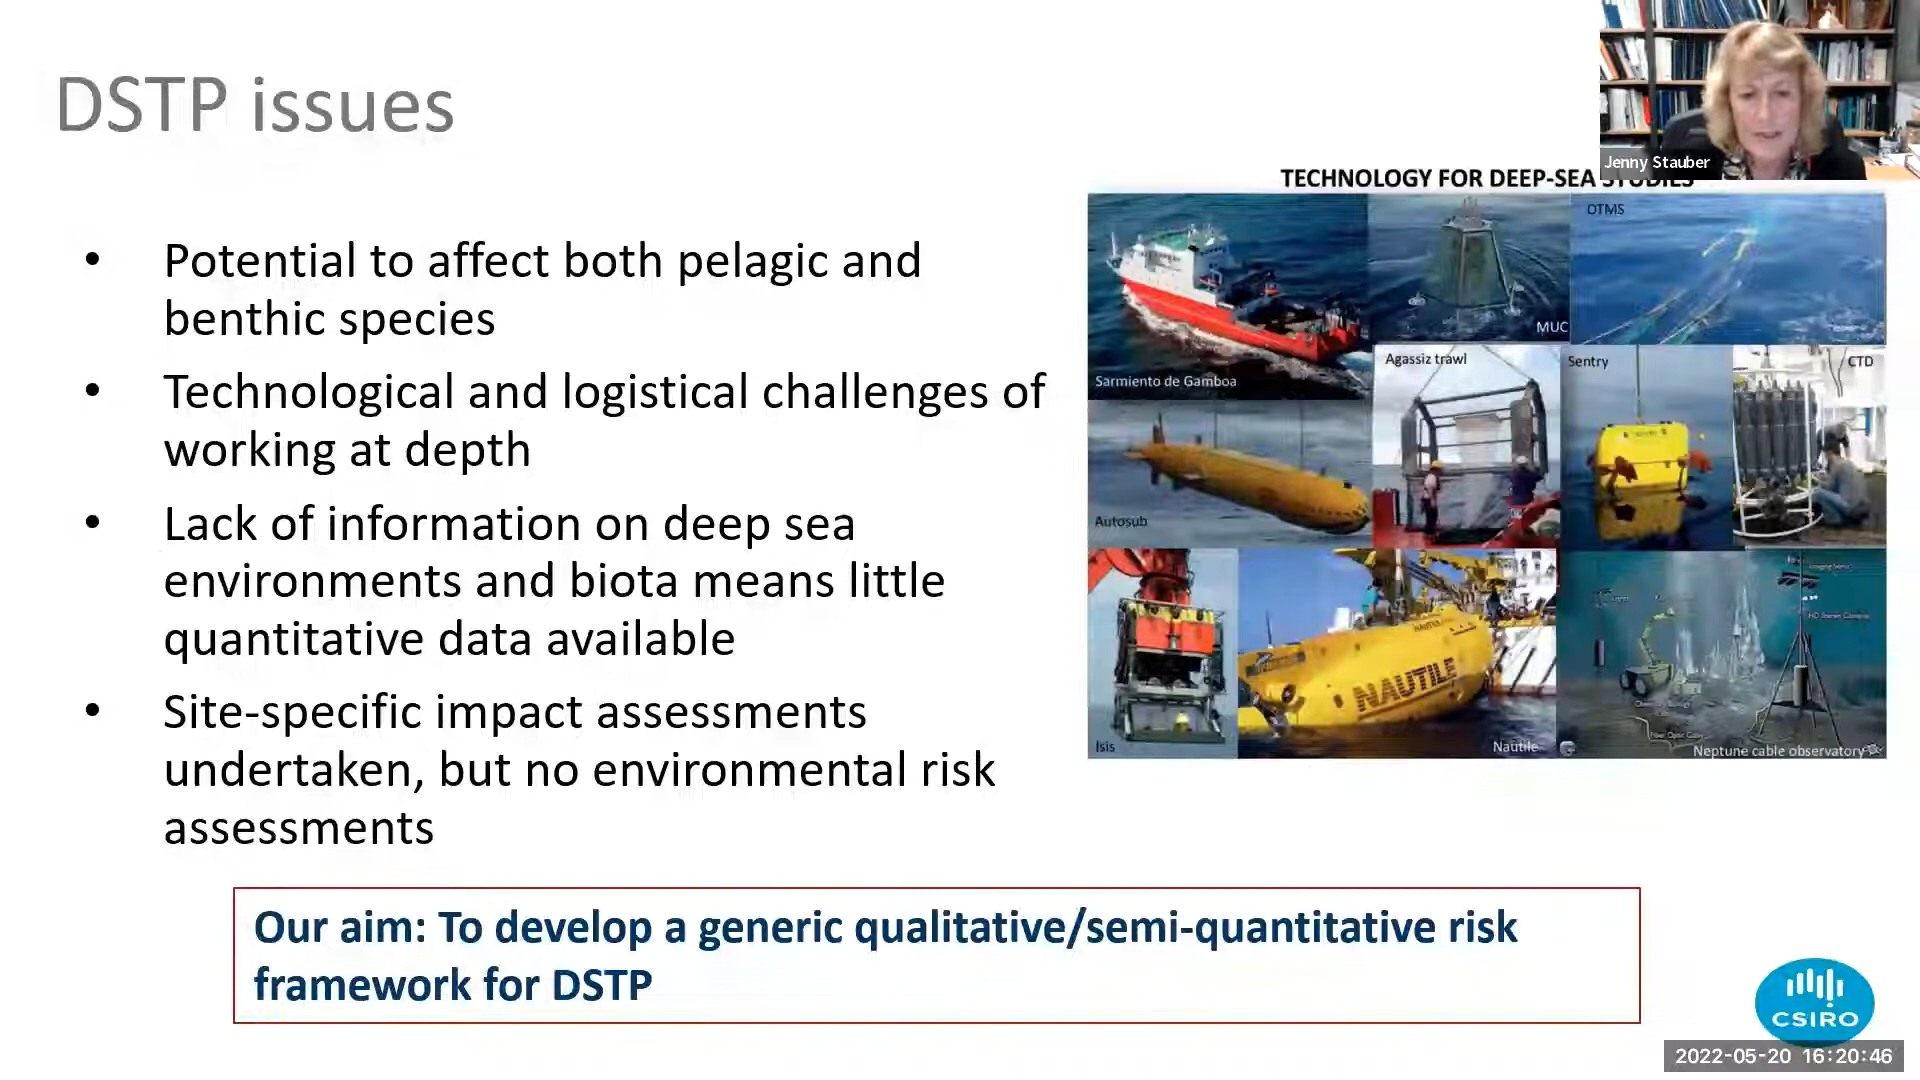 DSTP issues
Jenny Stauber
TECHNOLOGY FOR DEEP-SEA STUDIES
• Potential to affect both pelagic and
benthic species
• Technological and logistical challenges of
working at depth
• Lack of information on deep sea
environments and biota means little
quantitative data available
• Site-specific impact assessments
undertaken, but no environmental risk
assessments
OTMS
MUC
Sarmiento de Gamboa
Agassiz trawl
Sentry
CTD
Autosub
Isis
NAUTILE
Nautile
Neptune cable observatory
Our aim: To develop a generic qualitative/semi-quantitative risk
framework for DSTP
CSIRO
2022-05-20 16:20:46